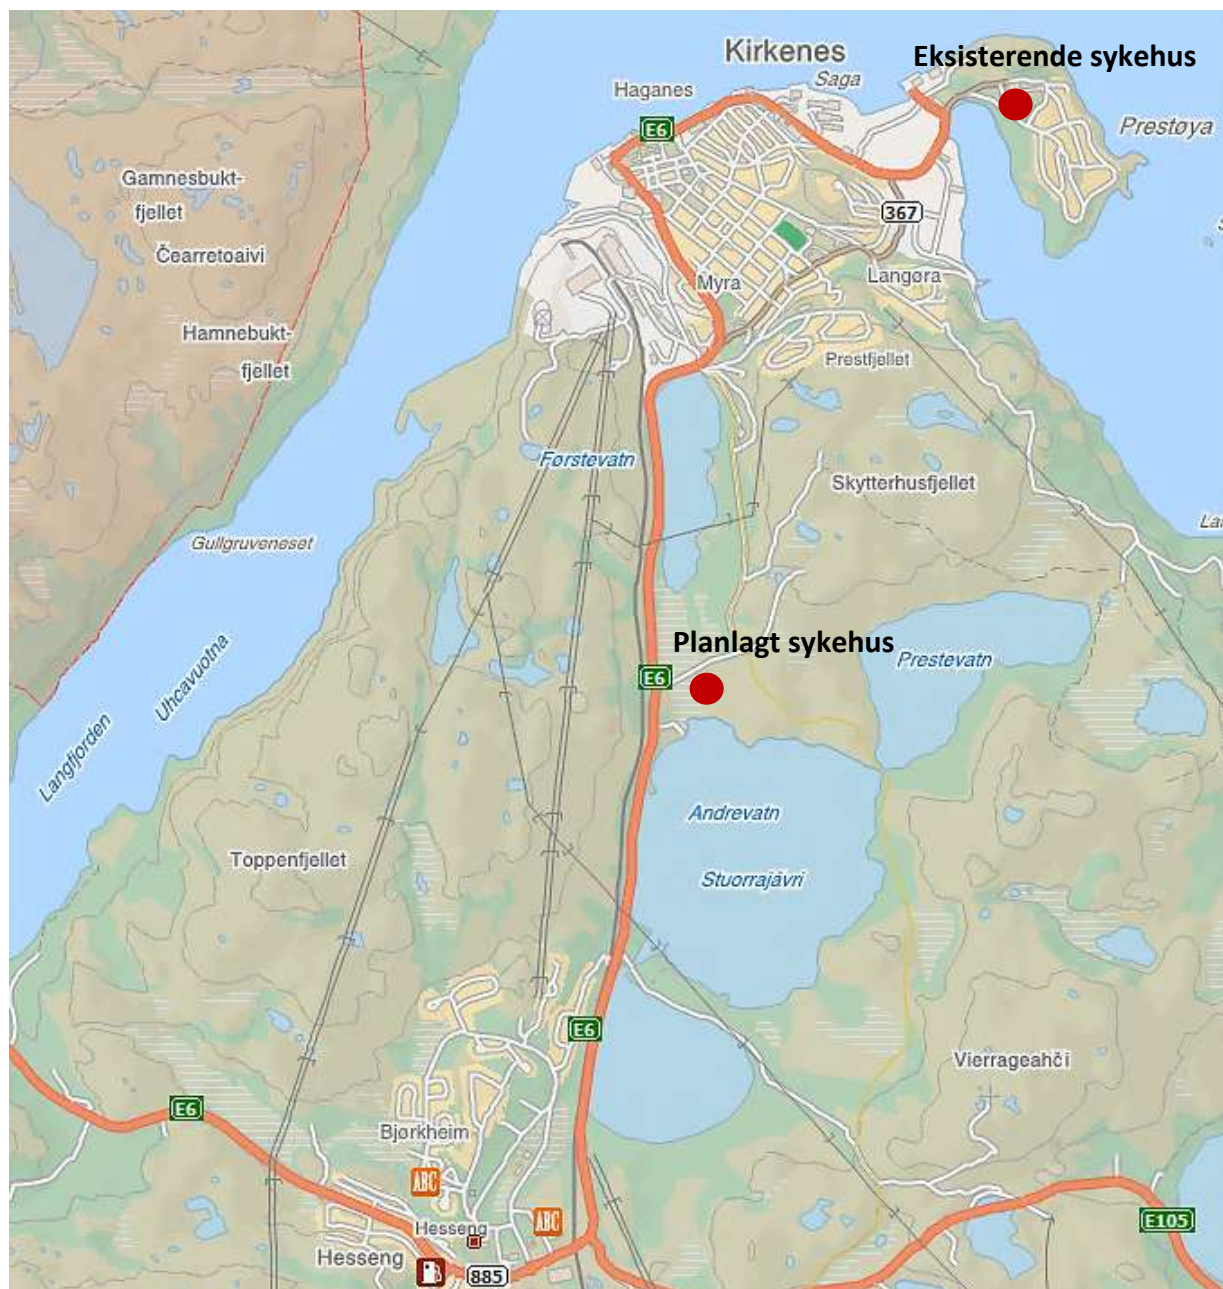 Kirkenes
Eksisterende sykehus
Saga
Haganes
E6
Prestøya
Gamnesbukt-
fjellet
367
Čearretoaivi
Langøra
Myra
Hamnebukt-
fjellet
Prestfjellet
Førstevatn
Skytterhusfjellet
Gullgruveneset
Planlagt sykehus
Prestevatn
E6
Uhcavuotna
Langfjorden
Andrevatn
Toppenfjellet
Stuorrajávri
E6
Vierrageahči
E6
Bjørkheim
ABC
ABC
E105
Hesseng
Hesseng
885